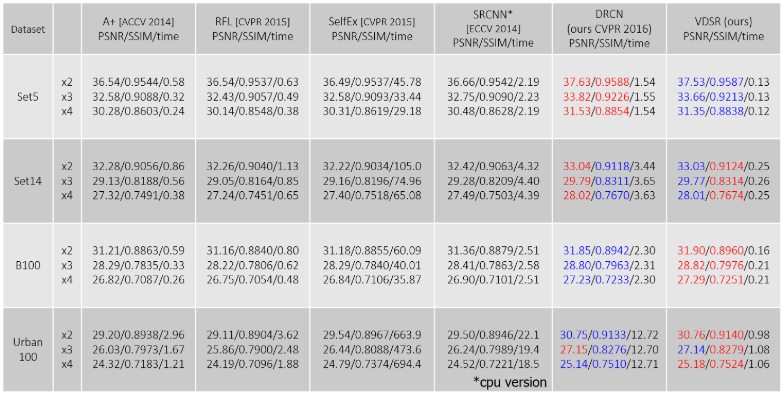 Dataset A+ [ACCV 2014] PSNR/SSIM/time RFL [CVPR 2015] PSNR/SSIM/time SelfEx [CVPR 2015] PSNR/SSIM/time SRCNN* [ECCV 2014] PSNR/SSIM/time DRCN (ours CVPR 2016) PSNR/SSIM/time VDSR (ours) PSNR/SSIM/time
Set5
x2 36.54/0.9544/0.58 36.54/0.9537/0.63 36.49/0.9537/45.78 36.66/0.9542/2.19 37.63/0.9588/1.54 37.53/0.9587/0.13
x3 32.58/0.9088/0.32 32.43/0.9057/0.49 32.58/0.9093/33.44 32.75/0.9090/2.23 33.82/0.9226/1.55 33.66/0.9213/0.13
x4 30.28/0.8603/0.24 30.14/0.8548/0.38 30.31/0.8619/29.18 30.48/0.8628/2.19 31.53/0.8854/1.54 31.35/0.8838/0.12
Set14
x2 32.28/0.9056/0.86 32.26/0.9040/1.13 32.22/0.9034/105.0 32.42/0.9063/4.32 33.04/0.9118/3.44 33.03/0.9124/0.25
x3 29.13/0.8188/0.56 29.05/0.8164/0.85 29.16/0.8196/74.96 29.28/0.8209/4.40 29.79/0.8311/3.65 29.77/0.8314/0.26
x4 27.32/0.7491/0.38 27.24/0.7451/0.65 27.40/0.7518/65.08 27.49/0.7503/4.39 28.02/0.7670/3.63 28.01/0.7674/0.25
B100
x2 31.21/0.8863/0.59 31.16/0.8840/0.80 31.18/0.8855/60.09 31.36/0.8879/2.51 31.85/0.8942/2.30 31.90/0.8960/0.16
x3 28.29/0.7835/0.33 28.22/0.7806/0.62 28.29/0.7840/40.01 28.41/0.7863/2.58 28.80/0.7963/2.31 28.82/0.7976/0.21
x4 26.82/0.7087/0.26 26.75/0.7054/0.48 26.84/0.7106/35.87 26.90/0.7101/2.51 27.23/0.7233/2.30 27.29/0.7251/0.21
Urban 100
x2 29.20/0.8938/2.96 29.11/0.8904/3.62 29.54/0.8967/663.9 29.50/0.8946/22.1 30.75/0.9133/12.72 30.76/0.9140/0.98
x3 26.03/0.7973/1.67 25.86/0.7900/2.48 26.44/0.8088/473.6 26.24/0.7989/19.4 27.15/0.8276/12.70 27.14/0.8279/1.08
x4 24.32/0.7183/1.21 24.19/0.7096/1.88 24.79/0.7374/694.4 24.52/0.7221/18.5 25.14/0.7510/12.71 25.18/0.7524/1.06
*cpu version